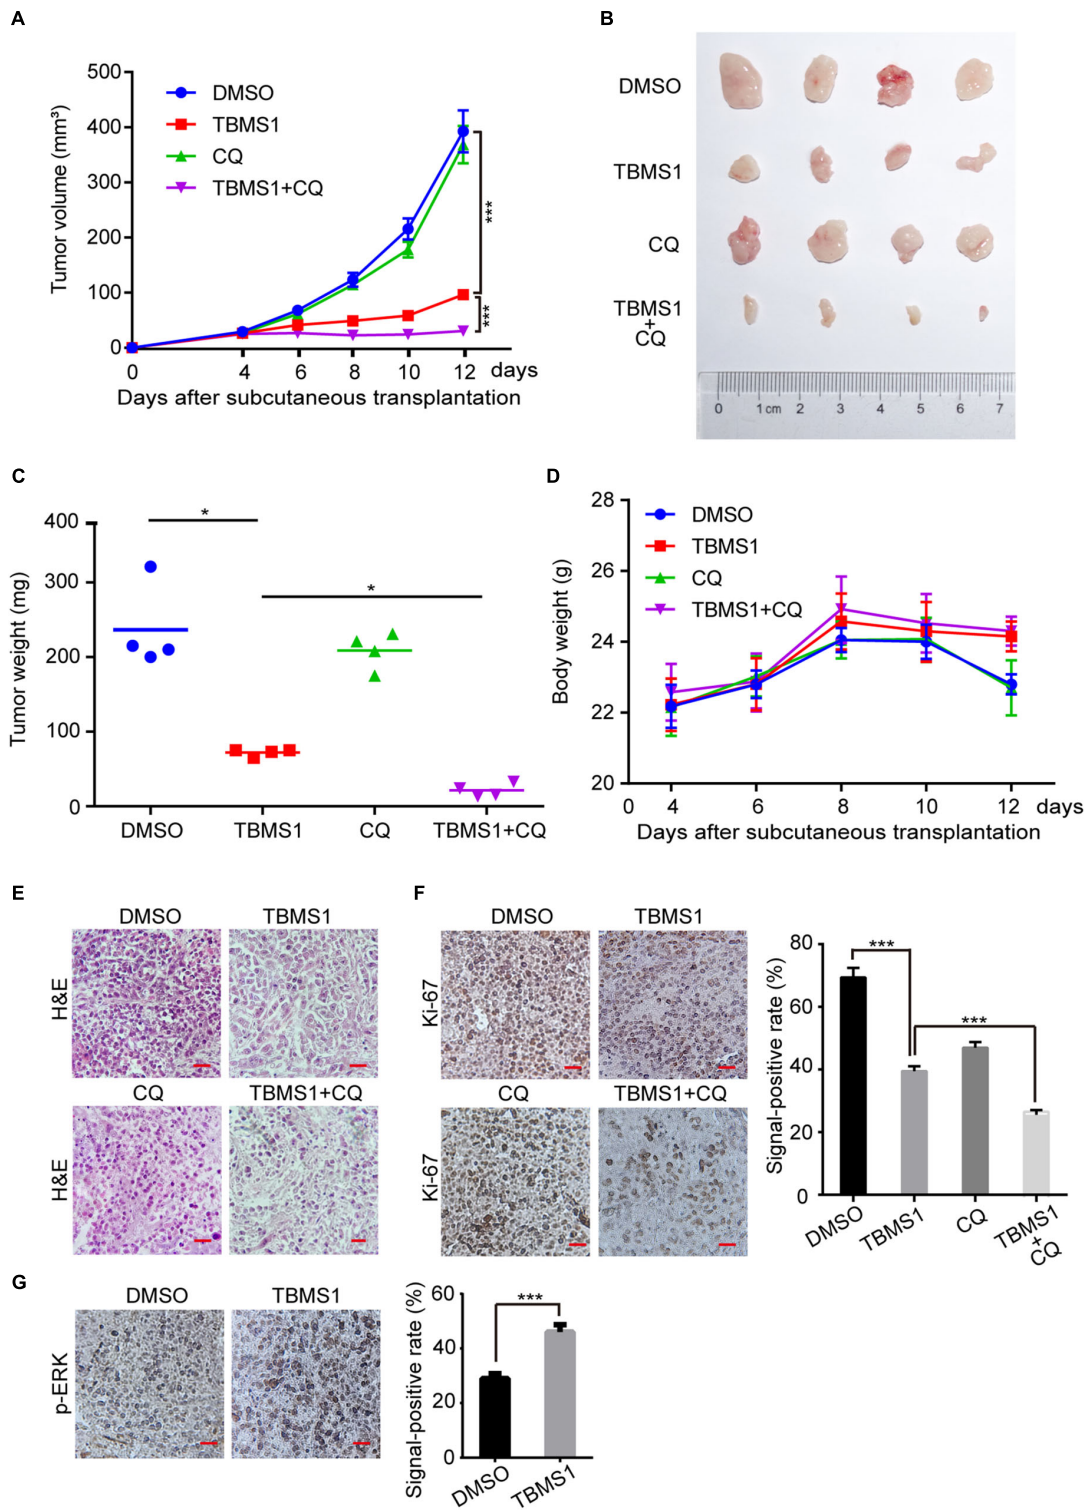 A
Tumor volume (mm³)
500
400
300
200
100
0
DMSO
TBMS1
CQ
TBMS1+CQ
***
***
0 4 6 8 10 12 days
Days after subcutaneous transplantation
B
DMSO
TBMS1
CQ
TBMS1
+
CQ
0 1cm 2 3 4 5 6 7
C
Tumor weight (mg)
400
300
200
100
0
*
*
DMSO TBMS1 CQ TBMS1+CQ
D
Body weight (g)
28
26
24
22
20
DMSO
TBMS1
CQ
TBMS1+CQ
0 4 6 8 10 12 days
Days after subcutaneous transplantation
E
DMSO TBMS1
H&E
CQ TBMS1+CQ
H&E
F
DMSO TBMS1
Ki-67
CQ TBMS1+CQ
Ki-67
Signal-positive rate (%)
80
60
40
20
0
***
***
DMSO TBMS1 CQ TBMS1
+
CQ
G
DMSO TBMS1
p-ERK
Signal-positive rate (%)
60
40
20
0
***
DMSO TBMS1